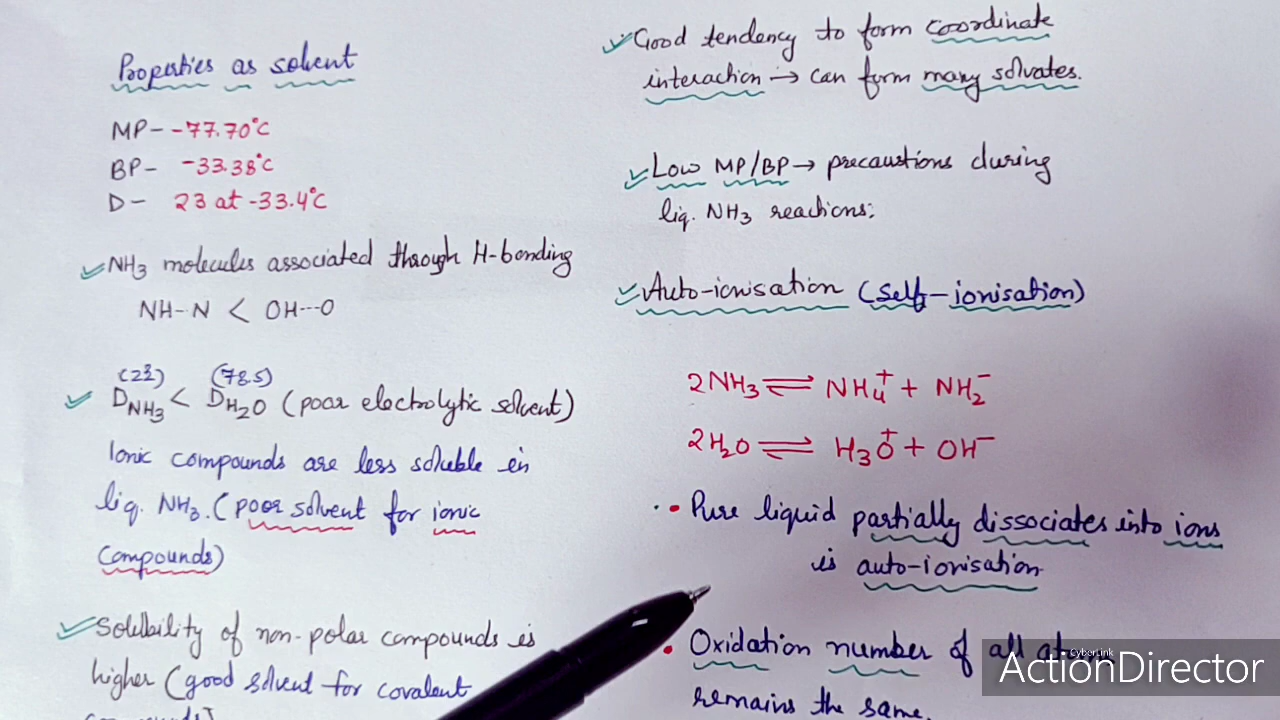 Properties as solvent
MP- -77.70°C
BP- -33.38°C
D- 23 at -33.4°C
NH3 molecules associated through H-bonding
NH--N < OH---O
(22) (78.5)
DNH3 < DH2O (poor electrolytic solvent)
Ionic compounds are less soluble in
liq. NH3. (poor solvent for ionic
compounds)
Solubility of non-polar compounds is
higher (good solvent for covalent
Good tendency to form coordinate
interaction → can form many solvates.
Low MP/BP → precaustions during
liq. NH3 reactions:
Auto-ionisation (self-ionisation)
2NH3 ⇌ NH4+ + NH2-
2H2O ⇌ H3O+ + OH-
• Pure liquid partially dissociates into ions
is auto-ionisation
• Oxidation number of all atoms
remains the same.
CyberLink
ActionDirector